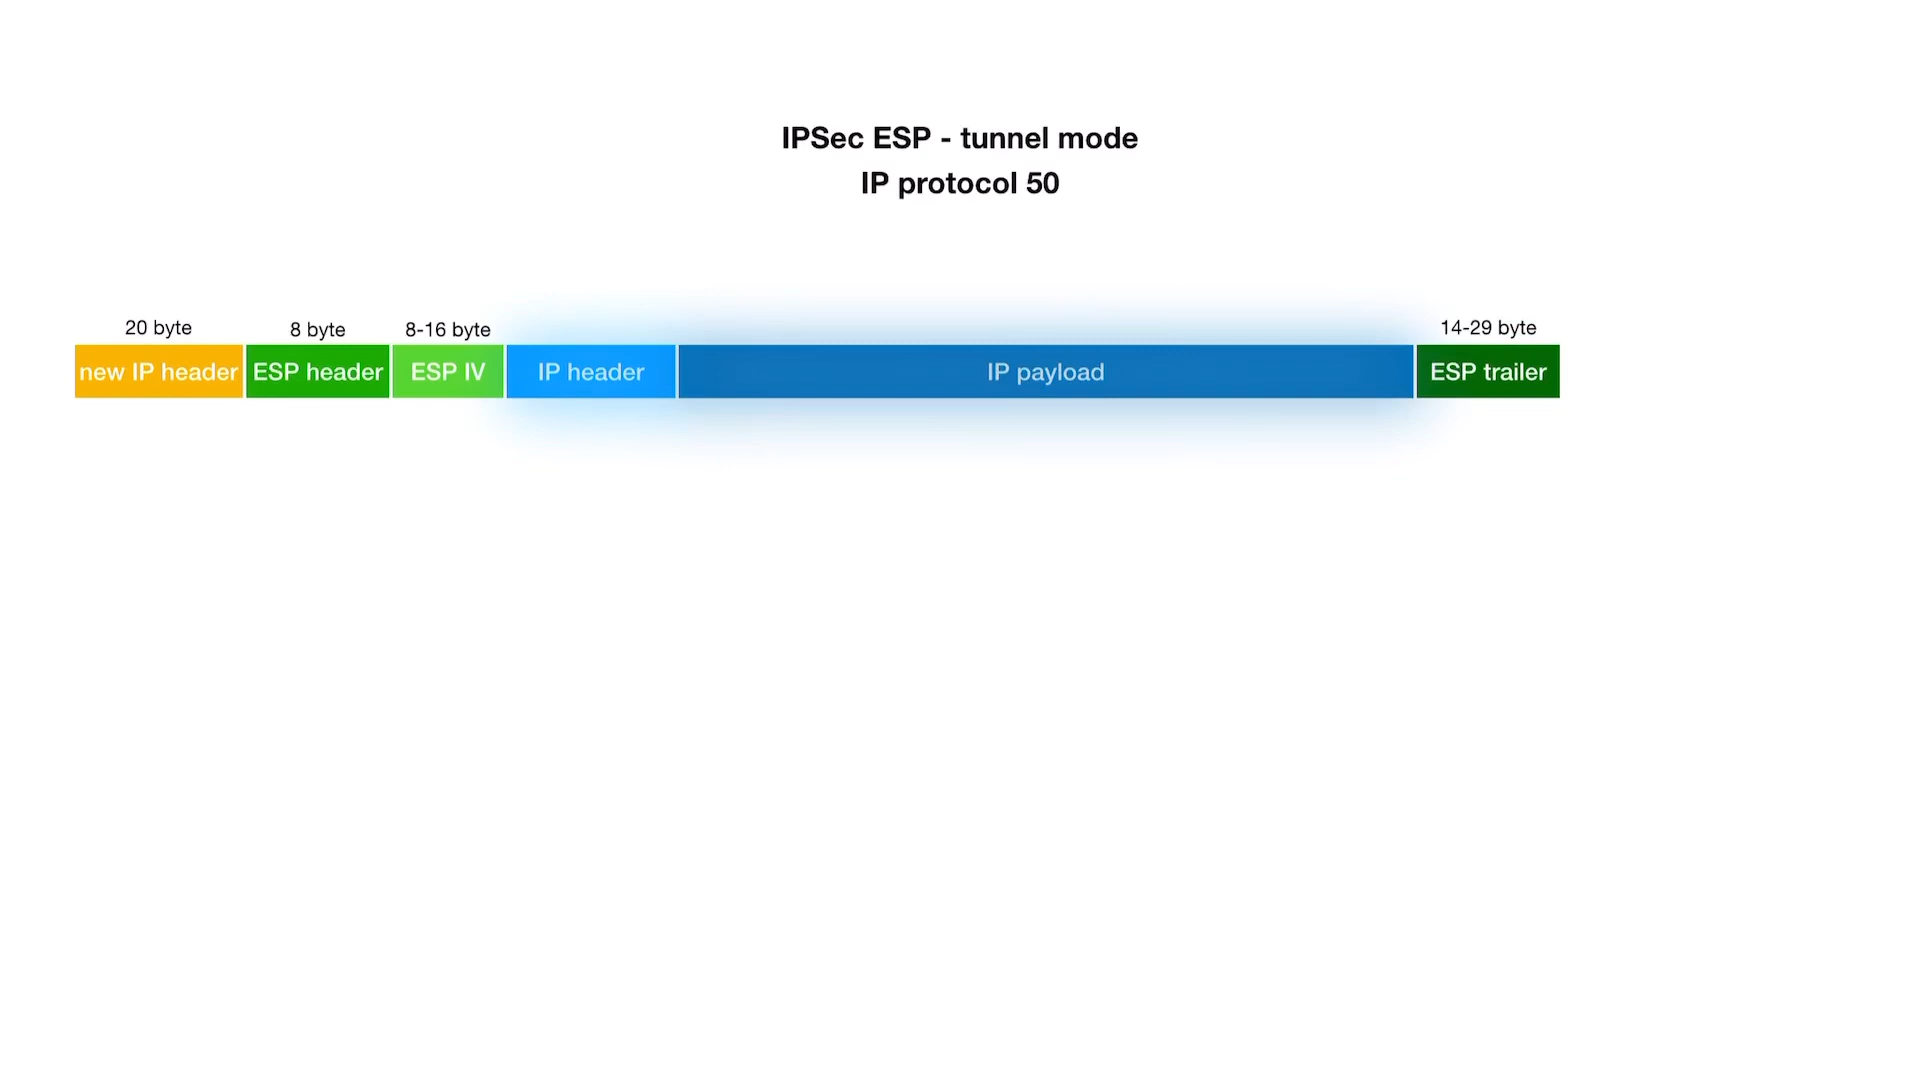 IPSec ESP - tunnel mode
IP protocol 50
20 byte 8 byte 8-16 byte 14-29 byte
new IP header ESP header ESP IV IP header IP payload ESP trailer